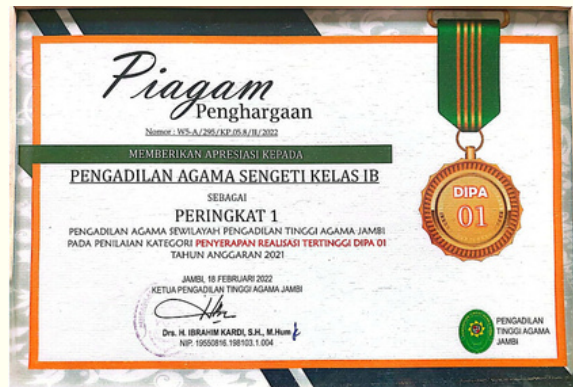 Piagam
Penghargaan
Nomor : W5-A/295/KP.05.8/II/2022
MEMBERIKAN APRESIASI KEPADA
PENGADILAN AGAMA SENGETI KELAS IB
SEBAGAI
PERINGKAT 1
PENGADILAN AGAMA SEWILAYAH PENGADILAN TINGGI AGAMA JAMBI
PADA PENILAIAN KATEGORI PENYERAPAN REALISASI TERTINGGI DIPA 01
TAHUN ANGGARAN 2021
JAMBI, 18 FEBRUARI 2022
KETUA PENGADILAN TINGGI AGAMA JAMBI
Drs. H. IBRAHIM KARDI, S.H., M.Hum
NIP. 19550816.198103.1.004
DIPA
01
PENGADILAN
TINGGI AGAMA
JAMBI